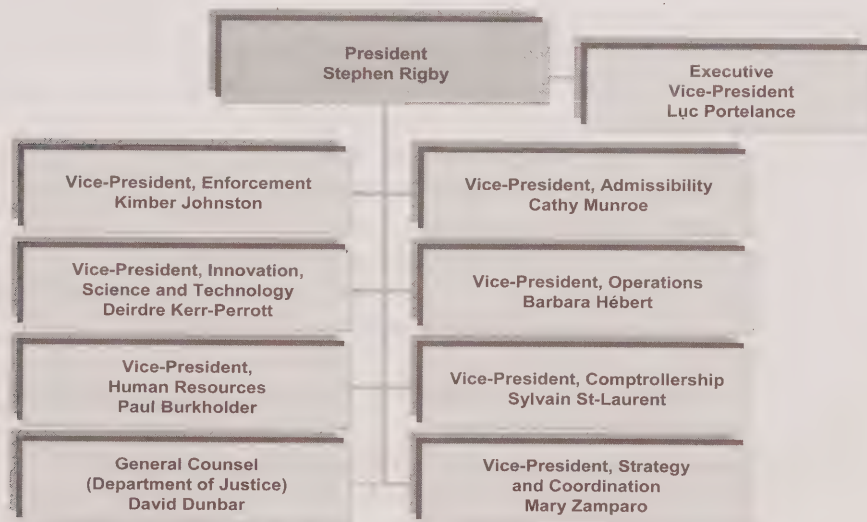 President
Stephen Rigby
Executive
Vice-President
Luc Portelance
Vice-President, Enforcement
Kimber Johnston
Vice-President, Admissibility
Cathy Munroe
Vice-President, Innovation,
Science and Technology
Deirdre Kerr-Perrott
Vice-President, Operations
Barbara Hébert
Vice-President,
Human Resources
Paul Burkholder
Vice-President, Comptrollership
Sylvain St-Laurent
General Counsel
(Department of Justice)
David Dunbar
Vice-President, Strategy
and Coordination
Mary Zamparo